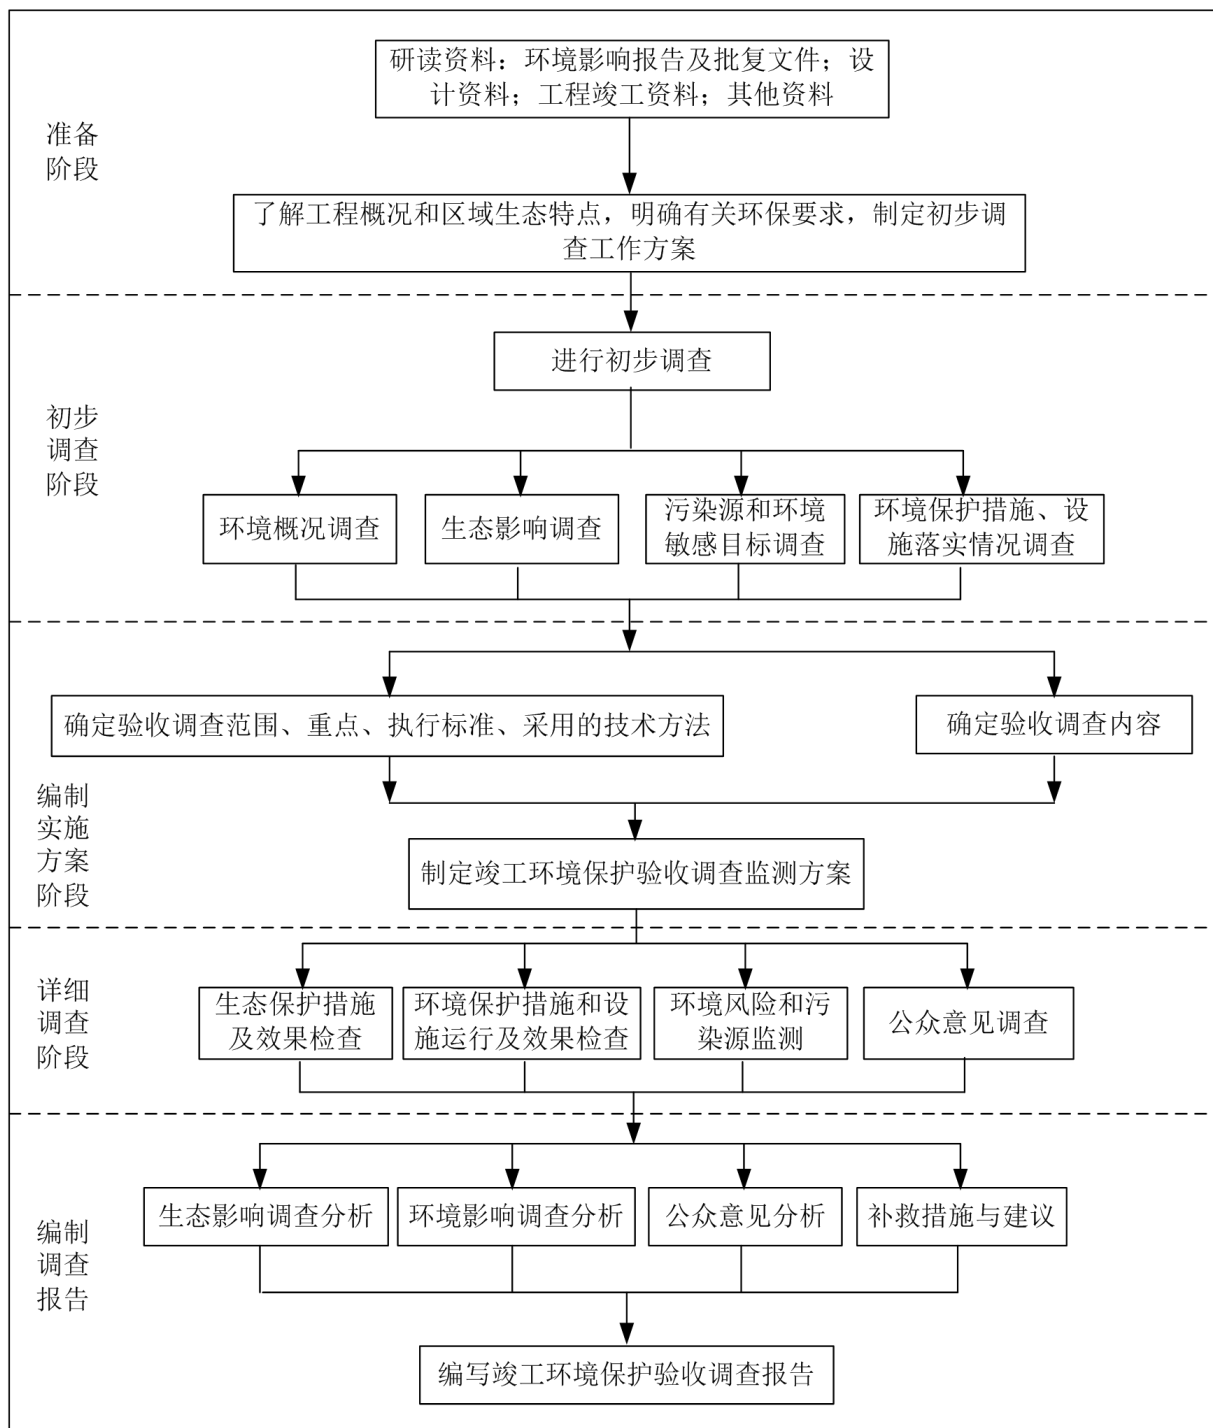 研读资料：环境影响报告及批复文件；设
计资料；工程竣工资料；其他资料
准备
阶段
了解工程概况和区域生态特点，明确有关环保要求，制定初步调
查工作方案
进行初步调查
初步
调查
阶段
环境概况调查
生态影响调查
污染源和环境
敏感目标调查
环境保护措施、设
施落实情况调查
确定验收调查范围、重点、执行标准、采用的技术方法
确定验收调查内容
编制
实施
方案
阶段
制定竣工环境保护验收调查监测方案
详细
调查
阶段
生态保护措施
及效果检查
环境保护措施和设
施运行及效果检查
环境风险和污
染源监测
公众意见调查
编制
调查
报告
生态影响调查分析
环境影响调查分析
公众意见分析
补救措施与建议
编写竣工环境保护验收调查报告